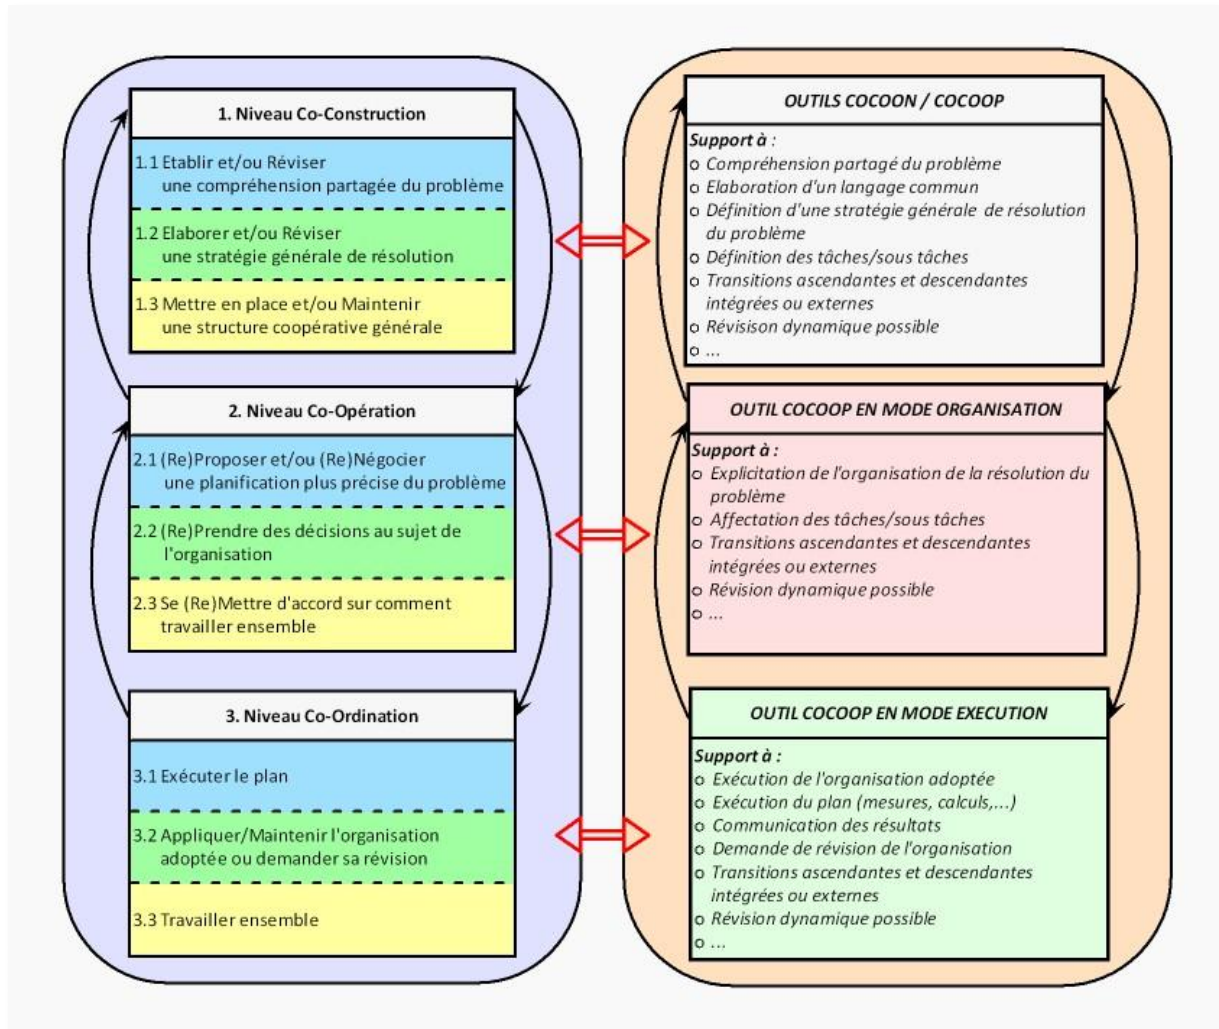 1. Niveau Co-Construction
1.1 Etablir et/ou Réviser
une compréhension partagée du problème
1.2 Elaborer et/ou Réviser
une stratégie générale de résolution
1.3 Mettre en place et/ou Maintenir
une structure coopérative générale
2. Niveau Co-Opération
2.1 (Re)Proposer et/ou (Re)Négocier
une planification plus précise du problème
2.2 (Re)Prendre des décisions au sujet de
l'organisation
2.3 Se (Re)Mettre d'accord sur comment
travailler ensemble
3. Niveau Co-Ordination
3.1 Exécuter le plan
3.2 Appliquer/Maintenir l'organisation
adoptée ou demander sa révision
3.3 Travailler ensemble
OUTILS COCOON / COCOOP
Support à :
o Compréhension partagé du problème
o Elaboration d'un langage commun
o Définition d'une stratégie générale de résolution
du problème
o Définition des tâches/sous tâches
o Transitions ascendantes et descendantes
intégrées ou externes
o Révisison dynamique possible
o ...
OUTIL COCOOP EN MODE ORGANISATION
Support à :
o Explicitation de l'organisation de la résolution du
problème
o Affectation des tâches/sous tâches
o Transitions ascendantes et descendantes
intégrées ou externes
o Révision dynamique possible
o ...
OUTIL COCOOP EN MODE EXECUTION
Support à :
o Exécution de l'organisation adoptée
o Exécution du plan (mesures, calculs,...)
o Communication des résultats
o Demande de révision de l'organisation
o Transitions ascendantes et descendantes
intégrées ou externes
o Révision dynamique possible
o ...